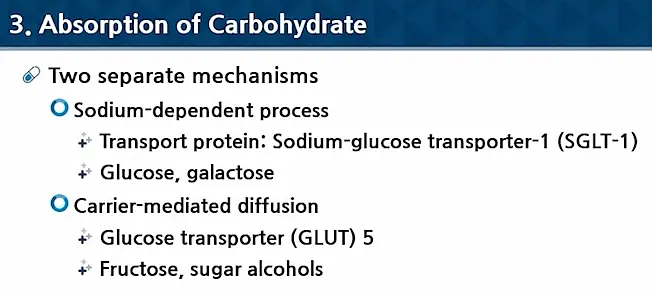 3. Absorption of Carbohydrate
Two separate mechanisms
Sodium-dependent process
Transport protein: Sodium-glucose transporter-1 (SGLT-1)
Glucose, galactose
Carrier-mediated diffusion
Glucose transporter (GLUT) 5
Fructose, sugar alcohols